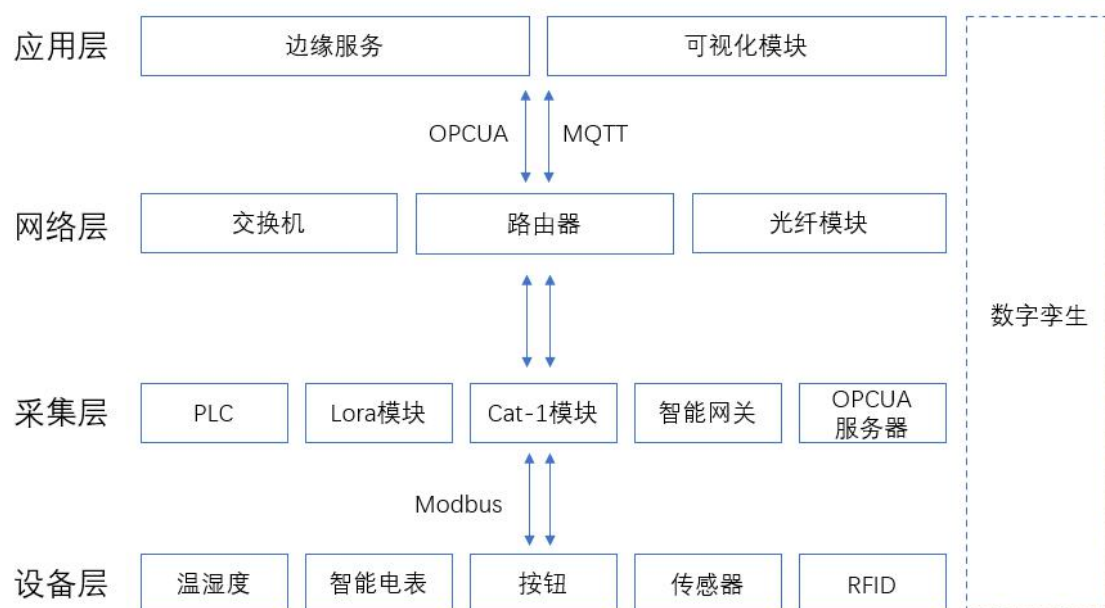 应用层
边缘服务
可视化模块
OPCUA
MQTT
网络层
交换机
路由器
光纤模块
数字孪生
采集层
PLC
Lora模块
Cat-1模块
智能网关
OPCUA
服务器
Modbus
设备层
温湿度
智能电表
按钮
传感器
RFID